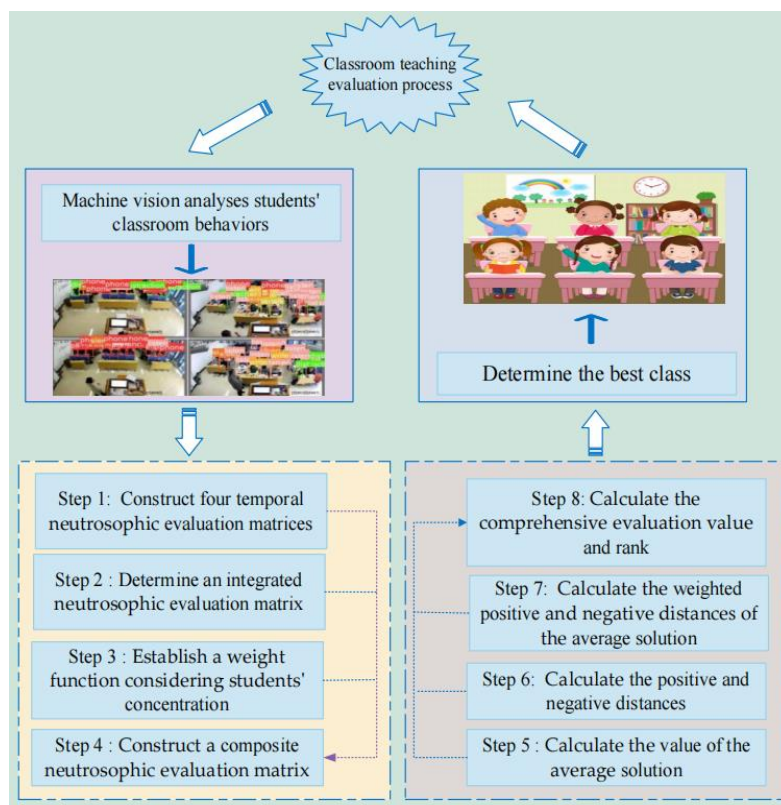 Classroom teaching
evaluation process
Machine vision analyses students'
classroom behaviors
Determine the best class
Step 1: Construct four temporal
neutrosophic evaluation matrices
Step 2 : Determine an integrated
neutrosophic evaluation matrix
Step 3 : Establish a weight
function considering students'
concentration
Step 4 : Construct a composite
neutrosophic evaluation matrix
Step 8: Calculate the
comprehensive evaluation value
and rank
Step 7: Calculate the weighted
positive and negative distances of
the average solution
Step 6: Calculate the positive and
negative distances
Step 5 : Calculate the value of the
average solution